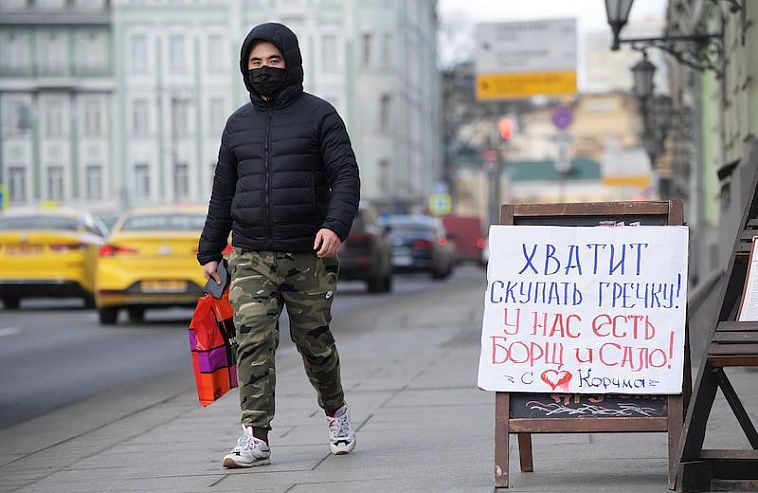 ХВАТИТ
СКУПАТЬ ГРЕЧКУ!
У НАС ЕСТЬ
БОРЩ И САЛО!
~ С ❤ Корчма ~